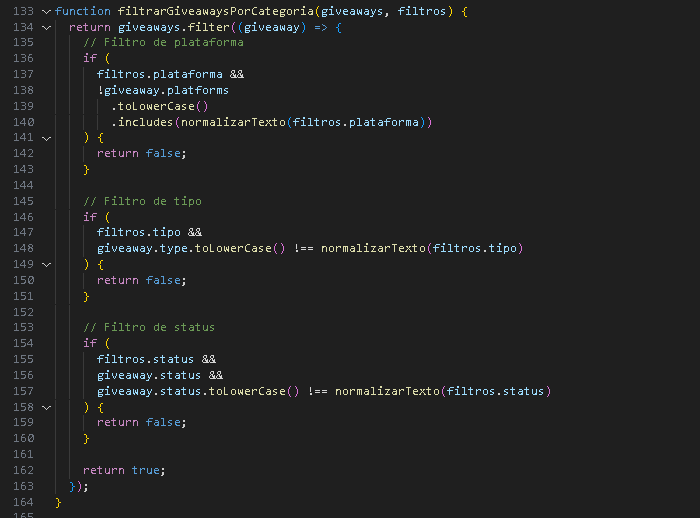 133 function filtrarGiveawaysPorCategoria(giveaways, filtros) {
134   return giveaways.filter((giveaway) => {
135     // Filtro de plataforma
136     if (
137       filtros.plataforma &&
138       !giveaway.platforms
139         .toLowerCase()
140         .includes(normalizarTexto(filtros.plataforma))
141     ) {
142       return false;
143     }
144
145     // Filtro de tipo
146     if (
147       filtros.tipo &&
148       giveaway.type.toLowerCase() !== normalizarTexto(filtros.tipo)
149     ) {
150       return false;
151     }
152
153     // Filtro de status
154     if (
155       filtros.status &&
156       giveaway.status &&
157       giveaway.status.toLowerCase() !== normalizarTexto(filtros.status)
158     ) {
159       return false;
160     }
161
162     return true;
163   });
164 }
165